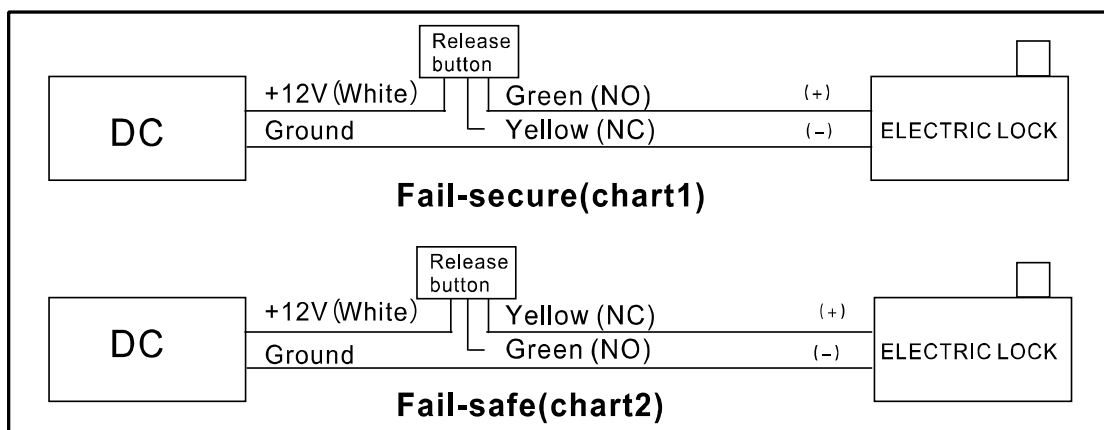 Release
button
+12V (White)
Green (NO)
(+)
DC
Ground
Yellow (NC)
(-)
ELECTRIC LOCK
Fail-secure(chart1)
Release
button
+12V (White)
Yellow (NC)
(+)
DC
Ground
Green (NO)
(-)
ELECTRIC LOCK
Fail-safe(chart2)